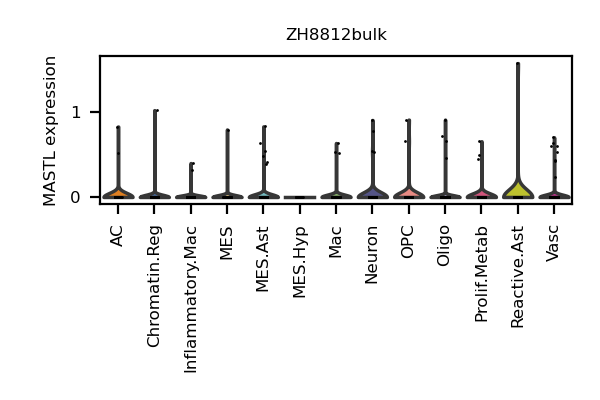 ZH8812bulk
MASTL expression
1
0
AC
Chromatin.Reg
Inflammatory.Mac
MES
MES.Ast
MES.Hyp
Mac
Neuron
OPC
Oligo
Prolif.Metab
Reactive.Ast
Vasc